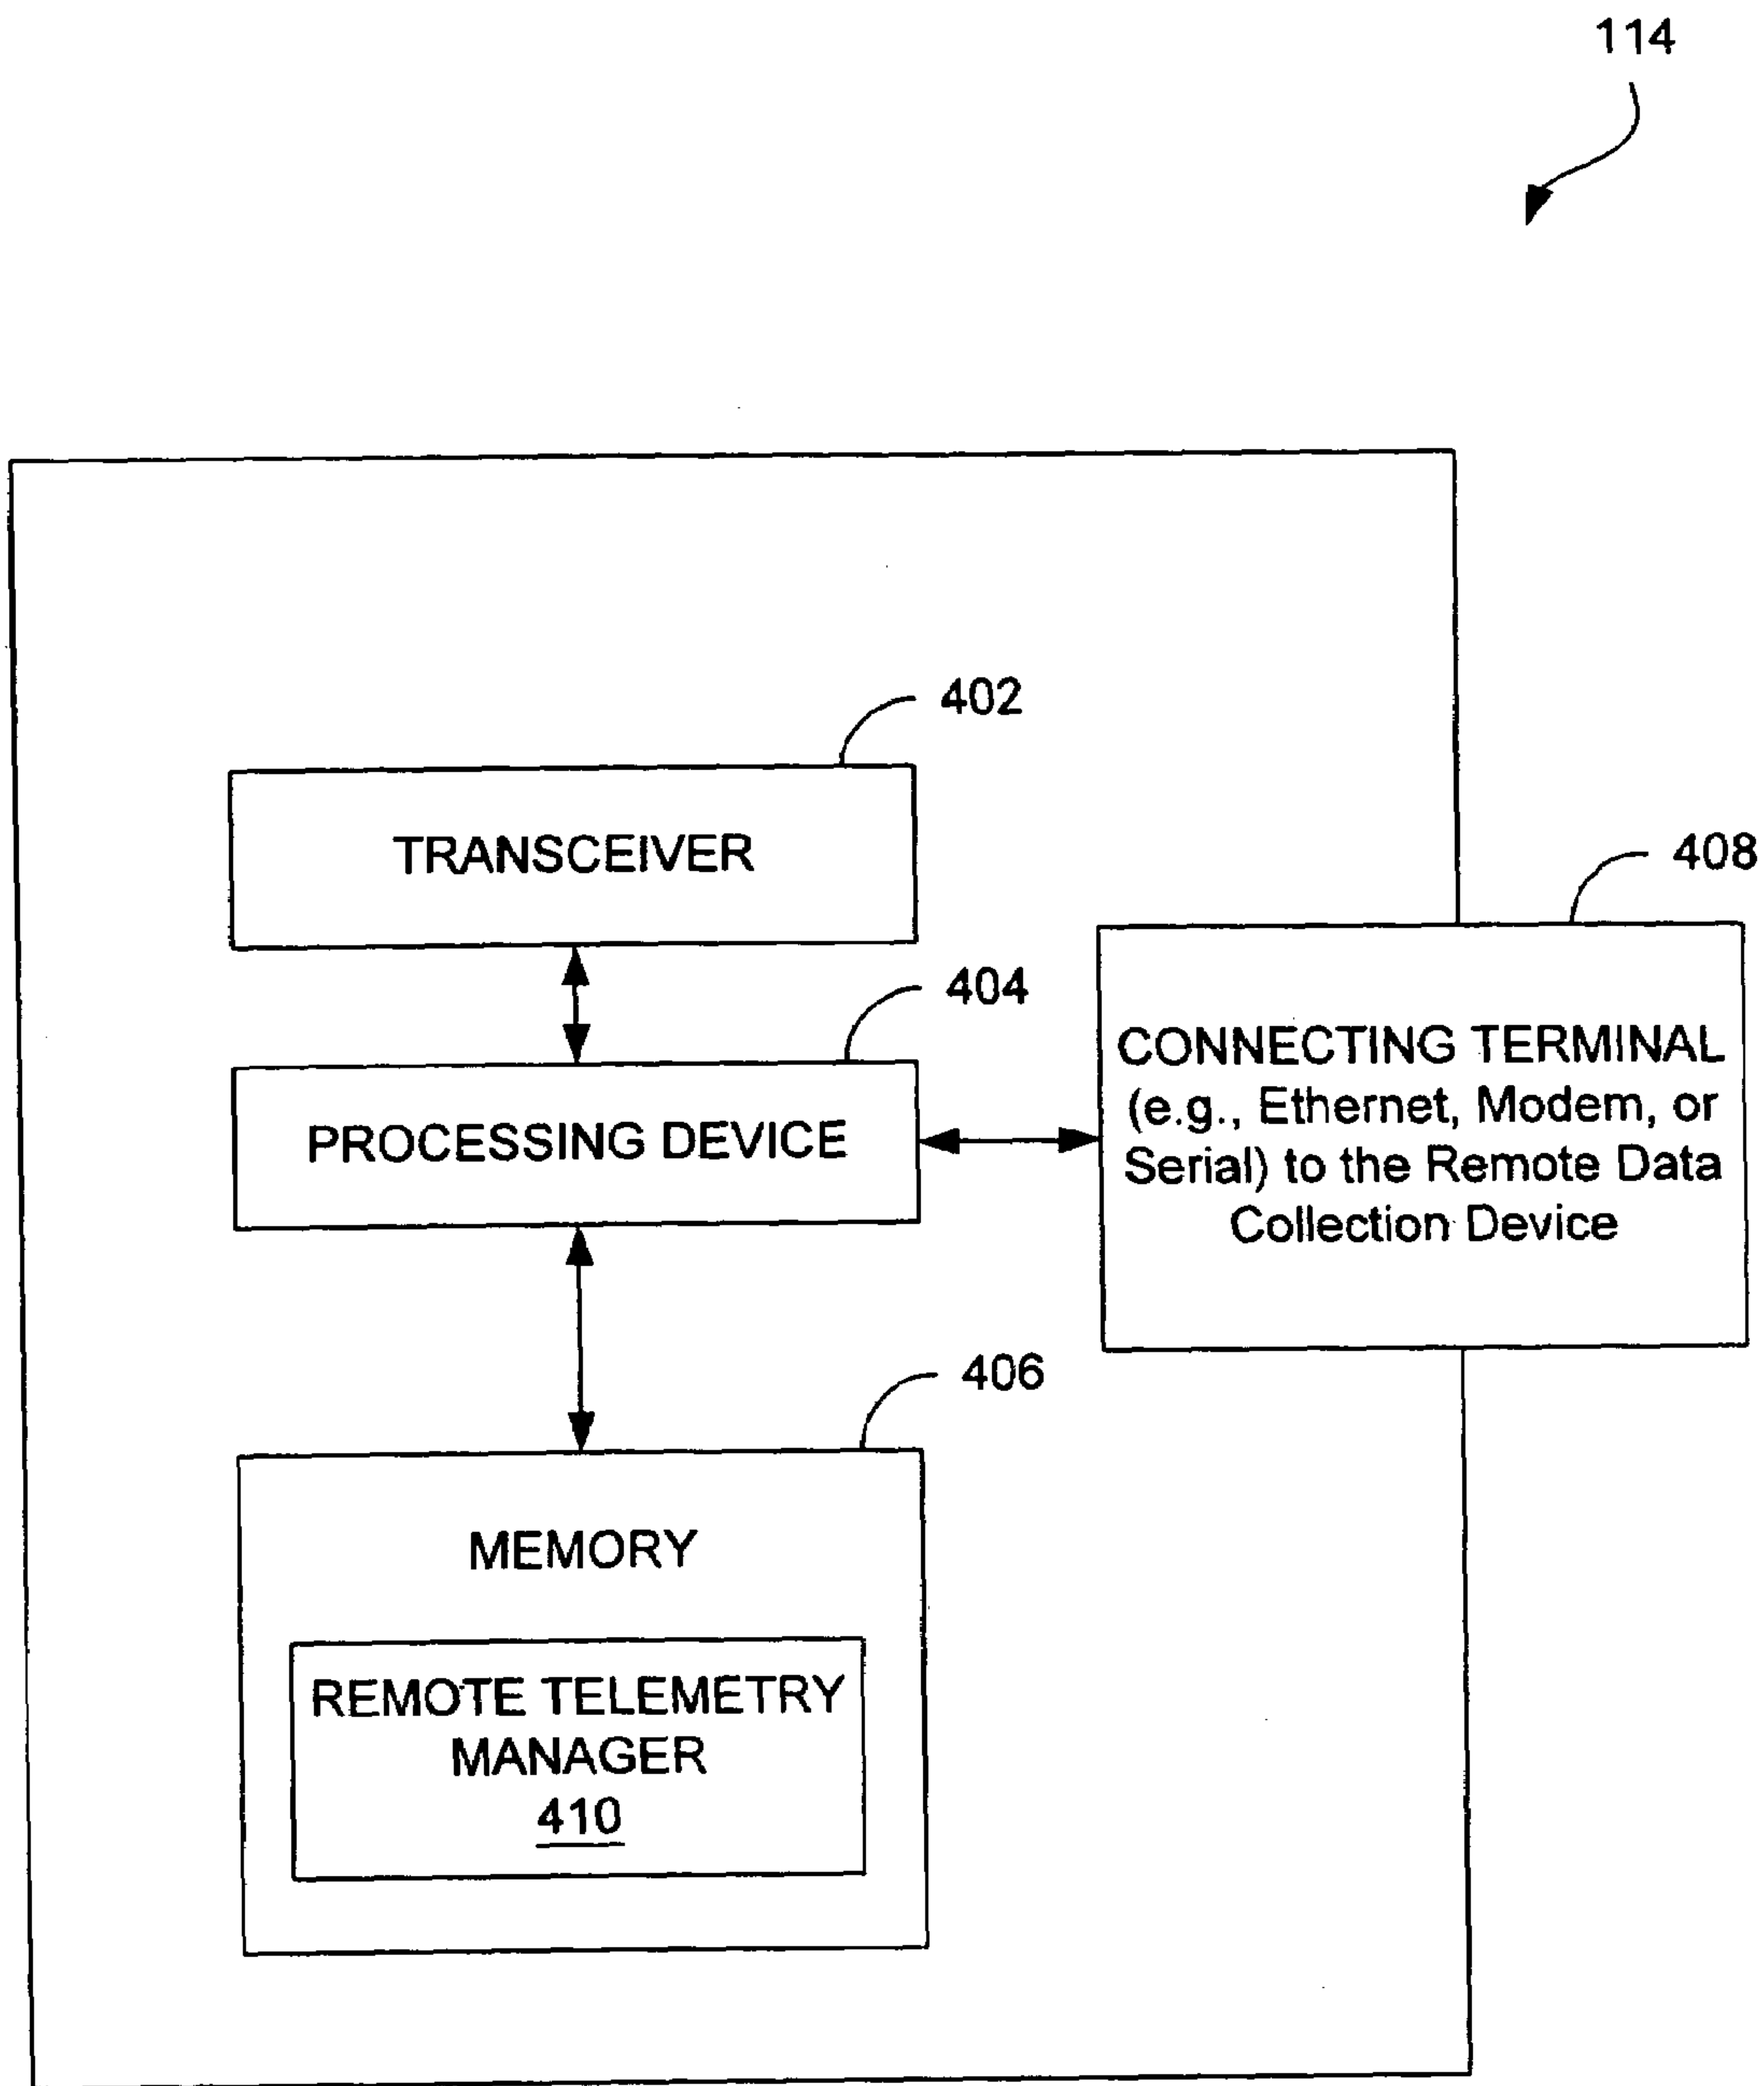 114
402
TRANSCEIVER
408
404
CONNECTING TERMINAL
(e.g., Ethernet, Modem, or
Serial) to the Remote Data
Collection Device
PROCESSING DEVICE
406
MEMORY
REMOTE TELEMETRY
MANAGER
410